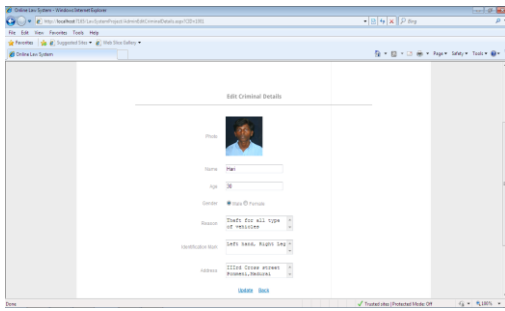 Online Law System - Windows Internet Explorer
Bing
File Edit View Favorites Tools Help
Favorites Suggested Sites Web Slice Gallery
Online Law System
Page Safety Tools
Edit Criminal Details
Photo
Name
Age
Gender Male Female
Reason Theft for all type
of vehicles
Identification Mark Left hand, Right Leg
Address IIIrd Cross street
Update Back
Done Trusted sites | Protected Mode: Off 100%